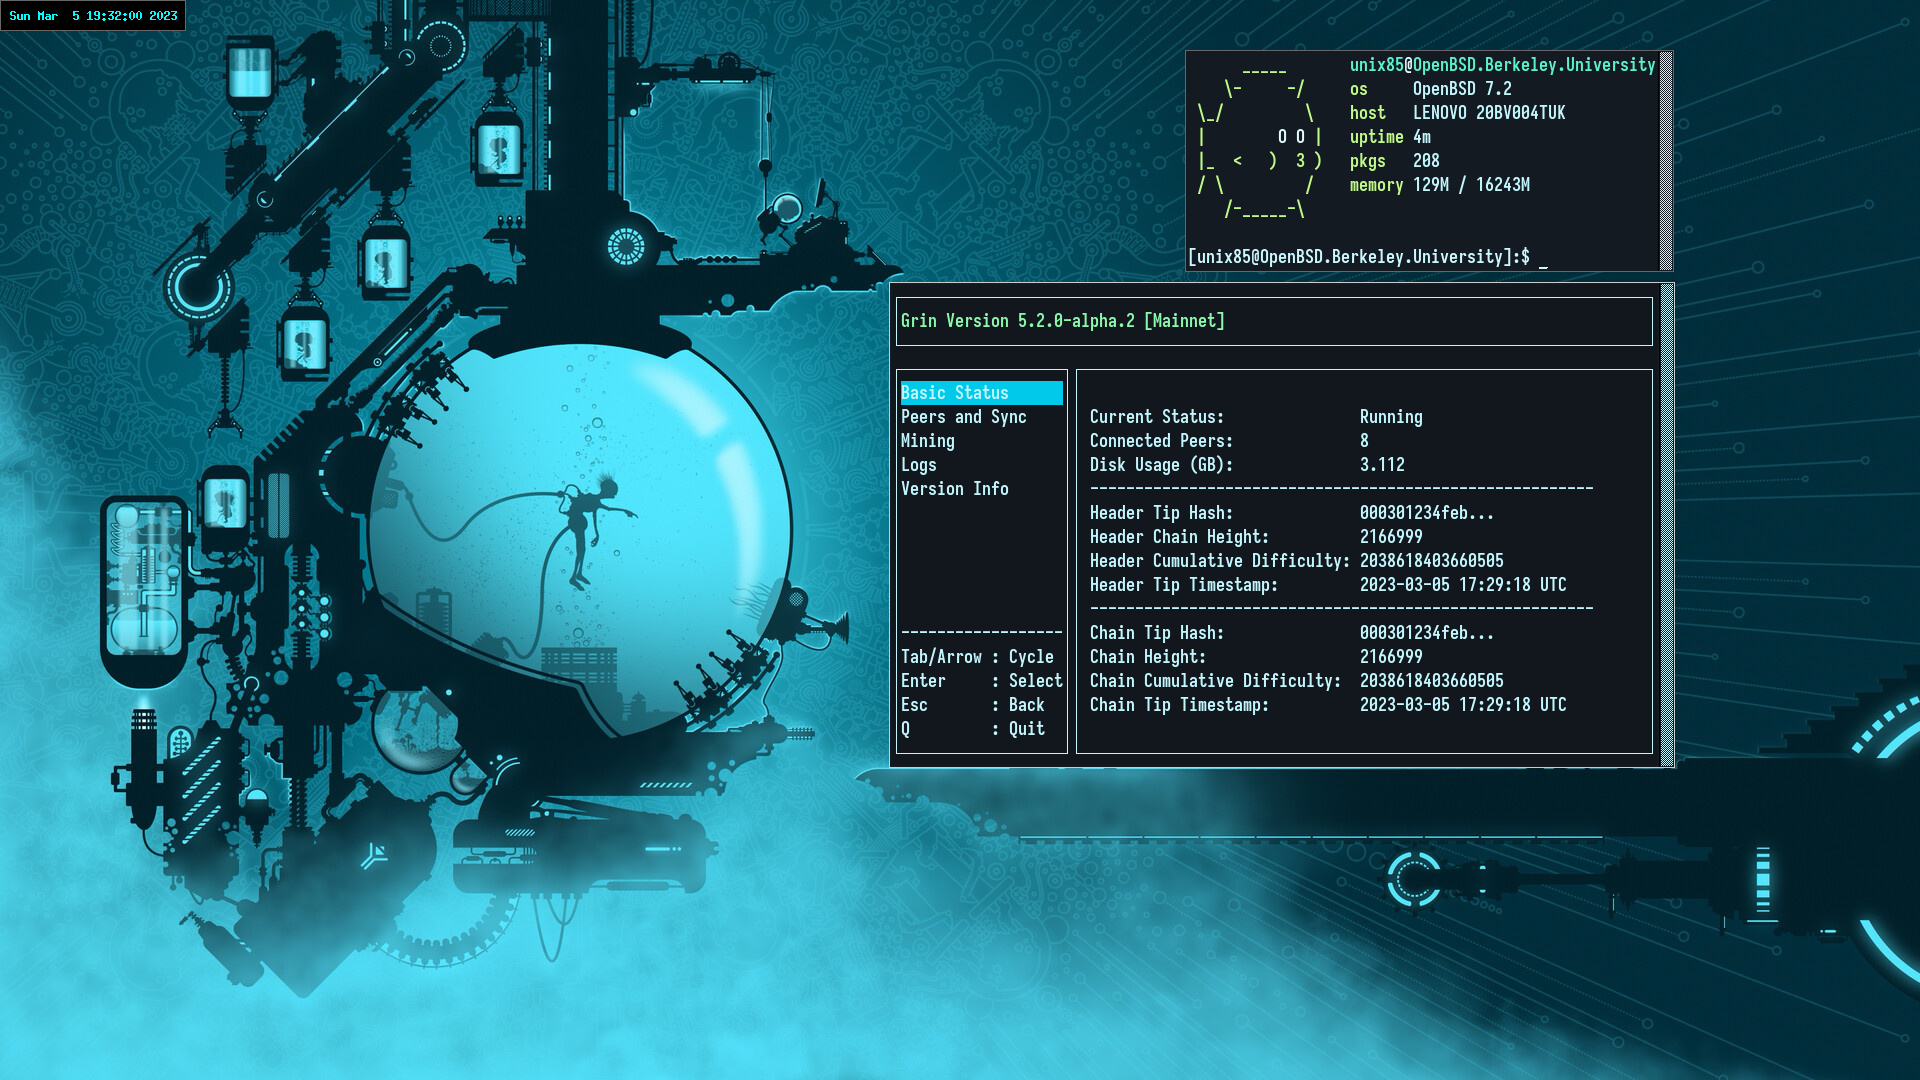 Sun Mar  5 19:32:00 2023
unix85@OpenBSD.Berkeley.University
os OpenBSD 7.2
host LENOVO 20BV004TUK
uptime 4m
pkgs 208
memory 129M / 16243M
[unix85@OpenBSD.Berkeley.University]:$ _
Grin Version 5.2.0-alpha.2 [Mainnet]
Basic Status
Peers and Sync
Mining
Logs
Version Info
------------------
Tab/Arrow : Cycle
Enter     : Select
Esc       : Back
Q         : Quit
Current Status: Running
Connected Peers: 8
Disk Usage (GB): 3.112
--------------------------------------------------------
Header Tip Hash: 000301234feb...
Header Chain Height: 2166999
Header Cumulative Difficulty: 2038618403660505
Header Tip Timestamp: 2023-03-05 17:29:18 UTC
--------------------------------------------------------
Chain Tip Hash: 000301234feb...
Chain Height: 2166999
Chain Cumulative Difficulty: 2038618403660505
Chain Tip Timestamp: 2023-03-05 17:29:18 UTC